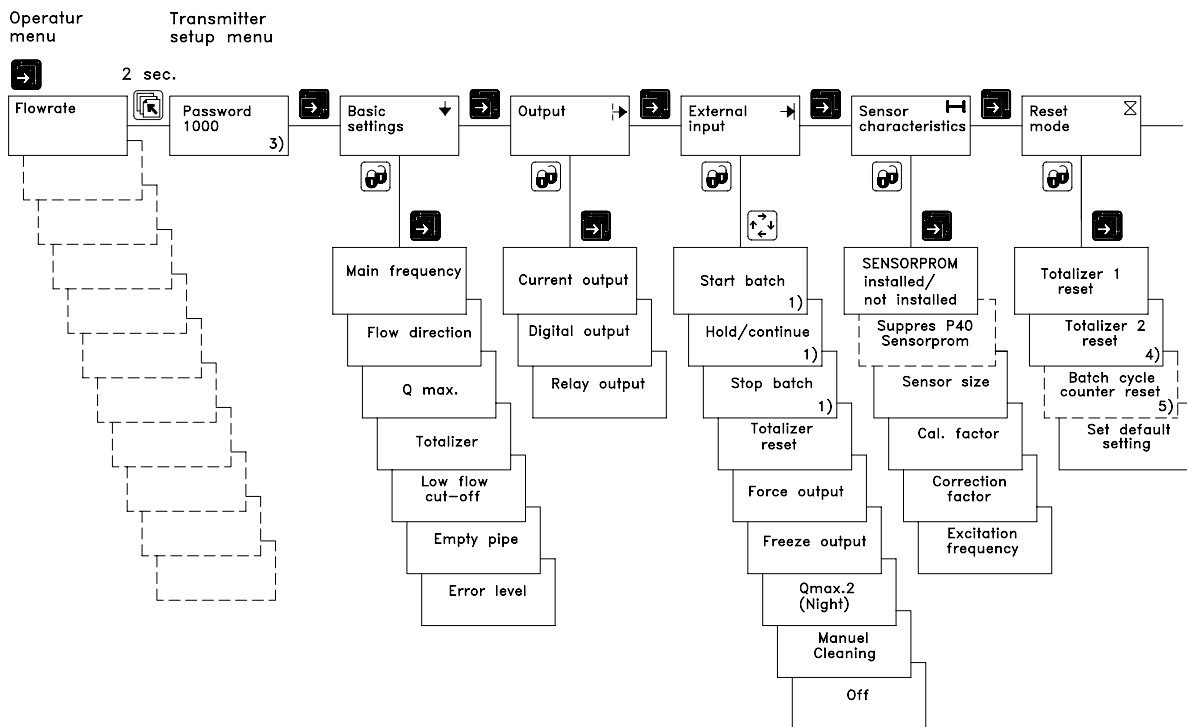 Operatur
menu
Transmitter
setup menu
2 sec.
Flowrate
Password
1000
3)
Basic
settings
Output
External
input
Sensor
characteristics
Reset
mode
Main frequency
Flow direction
Q max.
Totalizer
Low flow
cut-off
Empty pipe
Error level
Current output
Digital output
Relay output
Start batch
1)
Hold/continue
1)
Stop batch
1)
Totalizer
reset
Force output
Freeze output
Qmax.2
(Night)
Manuel
Cleaning
Off
SENSORPROM
installed/
not installed
Suppres P40
Sensorprom
Sensor size
Cal. factor
Correction
factor
Excitation
frequency
Totalizer 1
reset
Totalizer 2
reset
4)
Batch cycle
counter reset
5)
Set default
setting